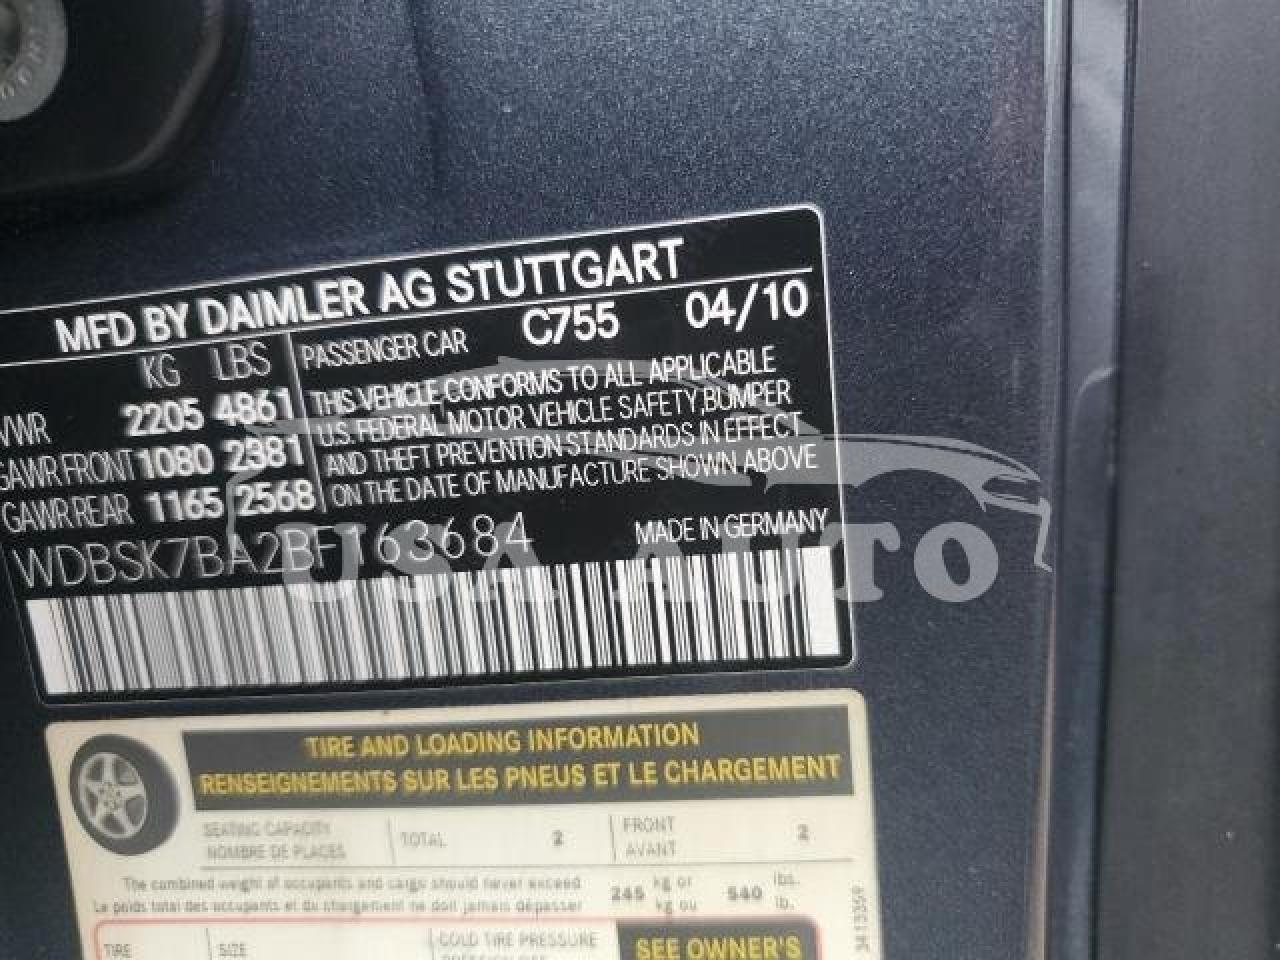 MFD BY DAIMLER AG STUTTGART
KG LBS PASSENGER CAR C755 04/10
VWR 2205 4861
GAWR FRONT 1080 2381
GAWR REAR 1165 2568
THIS VEHICLE CONFORMS TO ALL APPLICABLE
U.S. FEDERAL MOTOR VEHICLE SAFETY, BUMPER
AND THEFT PREVENTION STANDARDS IN EFFECT
ON THE DATE OF MANUFACTURE SHOWN ABOVE
WDBSK7BA2BF163684 MADE IN GERMANY
USA AUTO
TIRE AND LOADING INFORMATION
RENSEIGNEMENTS SUR LES PNEUS ET LE CHARGEMENT
SEATING CAPACITY
NOMBRE DE PLACES
TOTAL 2
FRONT
AVANT
2
The combined weight of occupants and cargo should never exceed
Le poids total des occupants et du chargement ne doit jamais dépasser
245 kg or
kg ou
540 lbs.
lb.
3413359
TIRE SIZE COLD TIRE PRESSURE
SEE OWNER'S